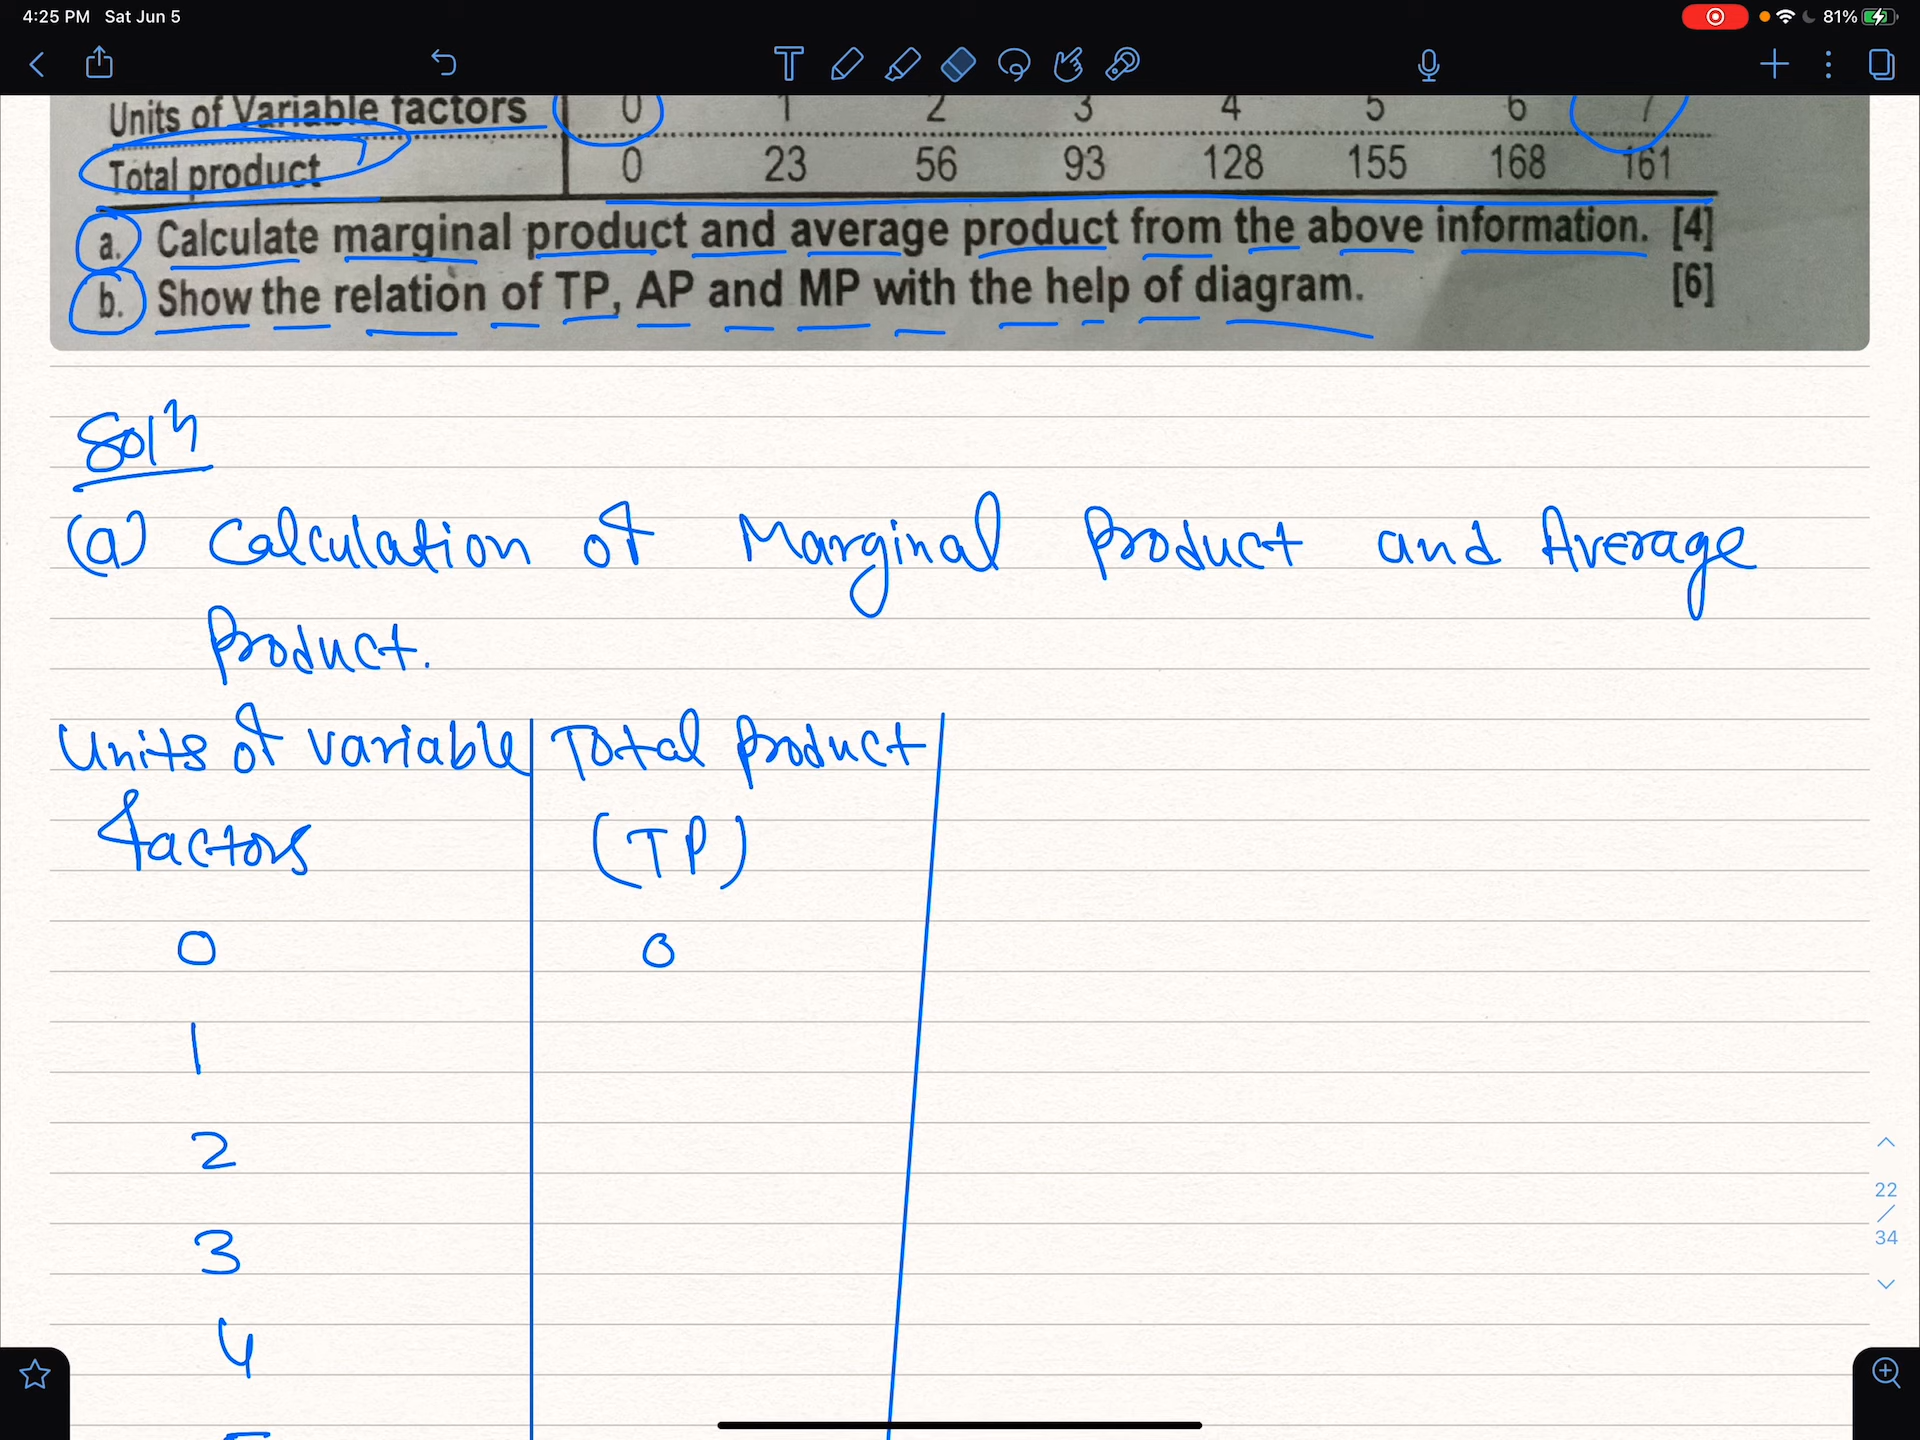 4:25 PM Sat Jun 5
81%
Units of Variable factors 0 1 2 3 4 5 6 7
Total product 0 23 56 93 128 155 168 161
a. Calculate marginal product and average product from the above information. [4]
b. Show the relation of TP, AP and MP with the help of diagram. [6]
Soln
(a) Calculation of Marginal Product and Average
Product.
Units of variable Total Product
factors (TP)
0 0
1
2
3
4
5
22
/
34